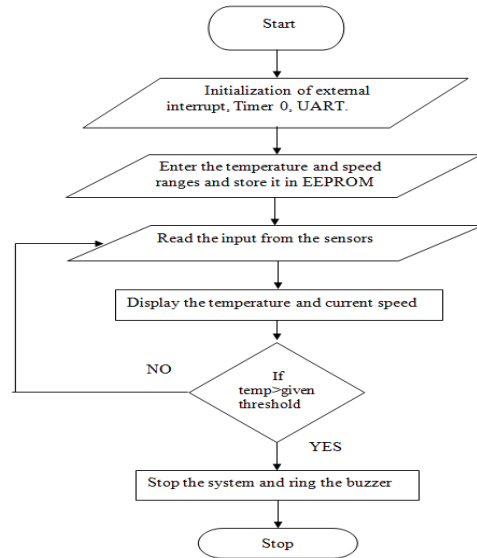 Start
Initialization of external
interrupt, Timer 0, UART.
Enter the temperature and speed
ranges and store it in EEPROM
Read the input from the sensors
Display the temperature and current speed
NO
If
temp>given
threshold
YES
Stop the system and ring the buzzer
Stop